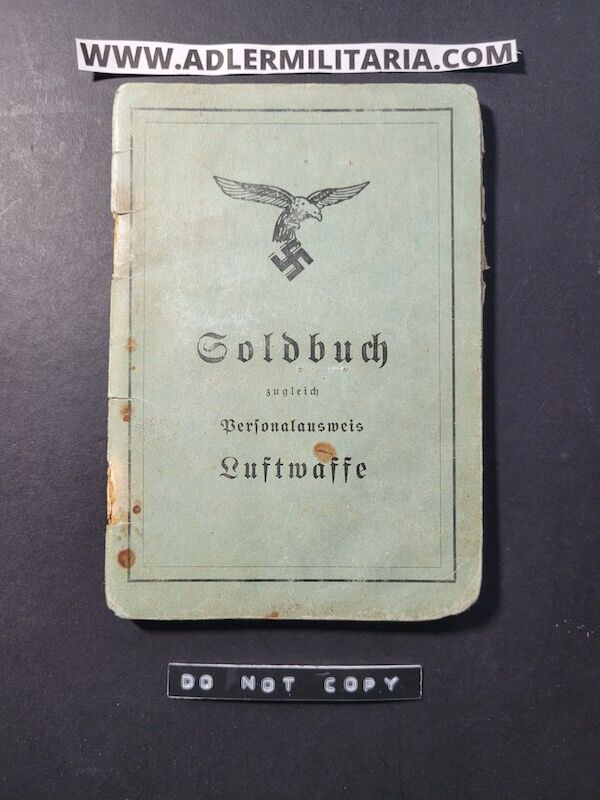 WWW.ADLERMILITARIA.COM
Soldbuch
zugleich
Personalausweis
Luftwaffe
DO NOT COPY